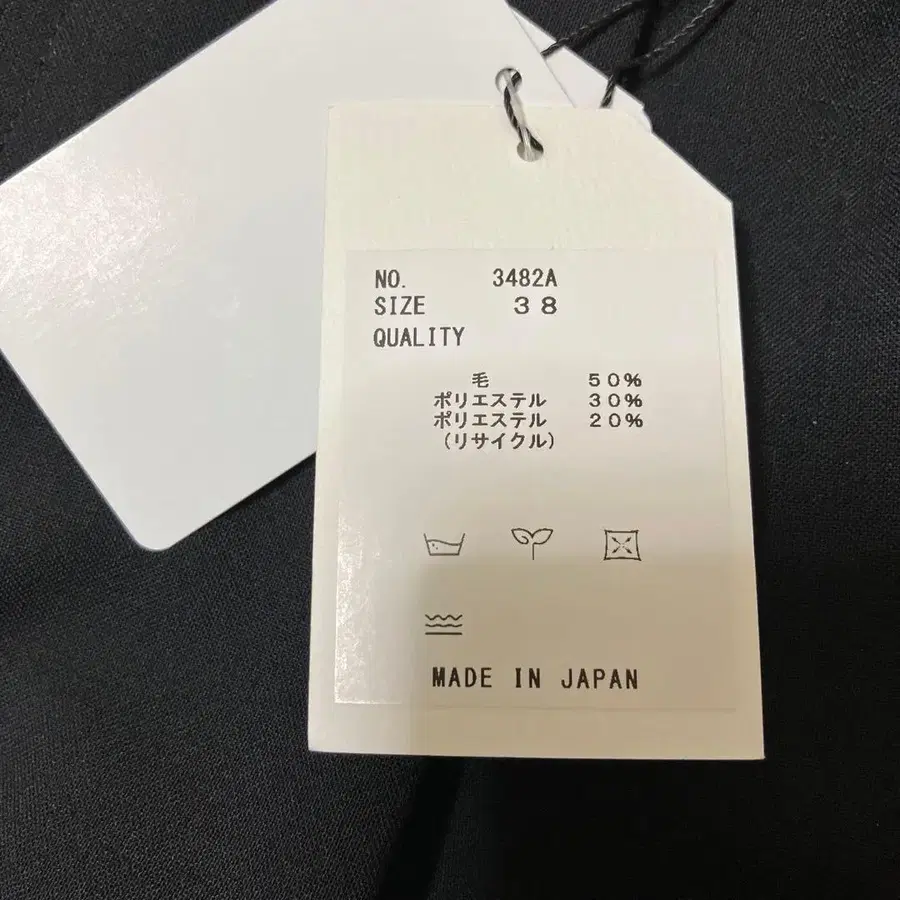 NO. 3482A
SIZE 38
QUALITY
毛 50%
ポリエステル 30%
ポリエステル 20%
(リサイクル)
MADE IN JAPAN